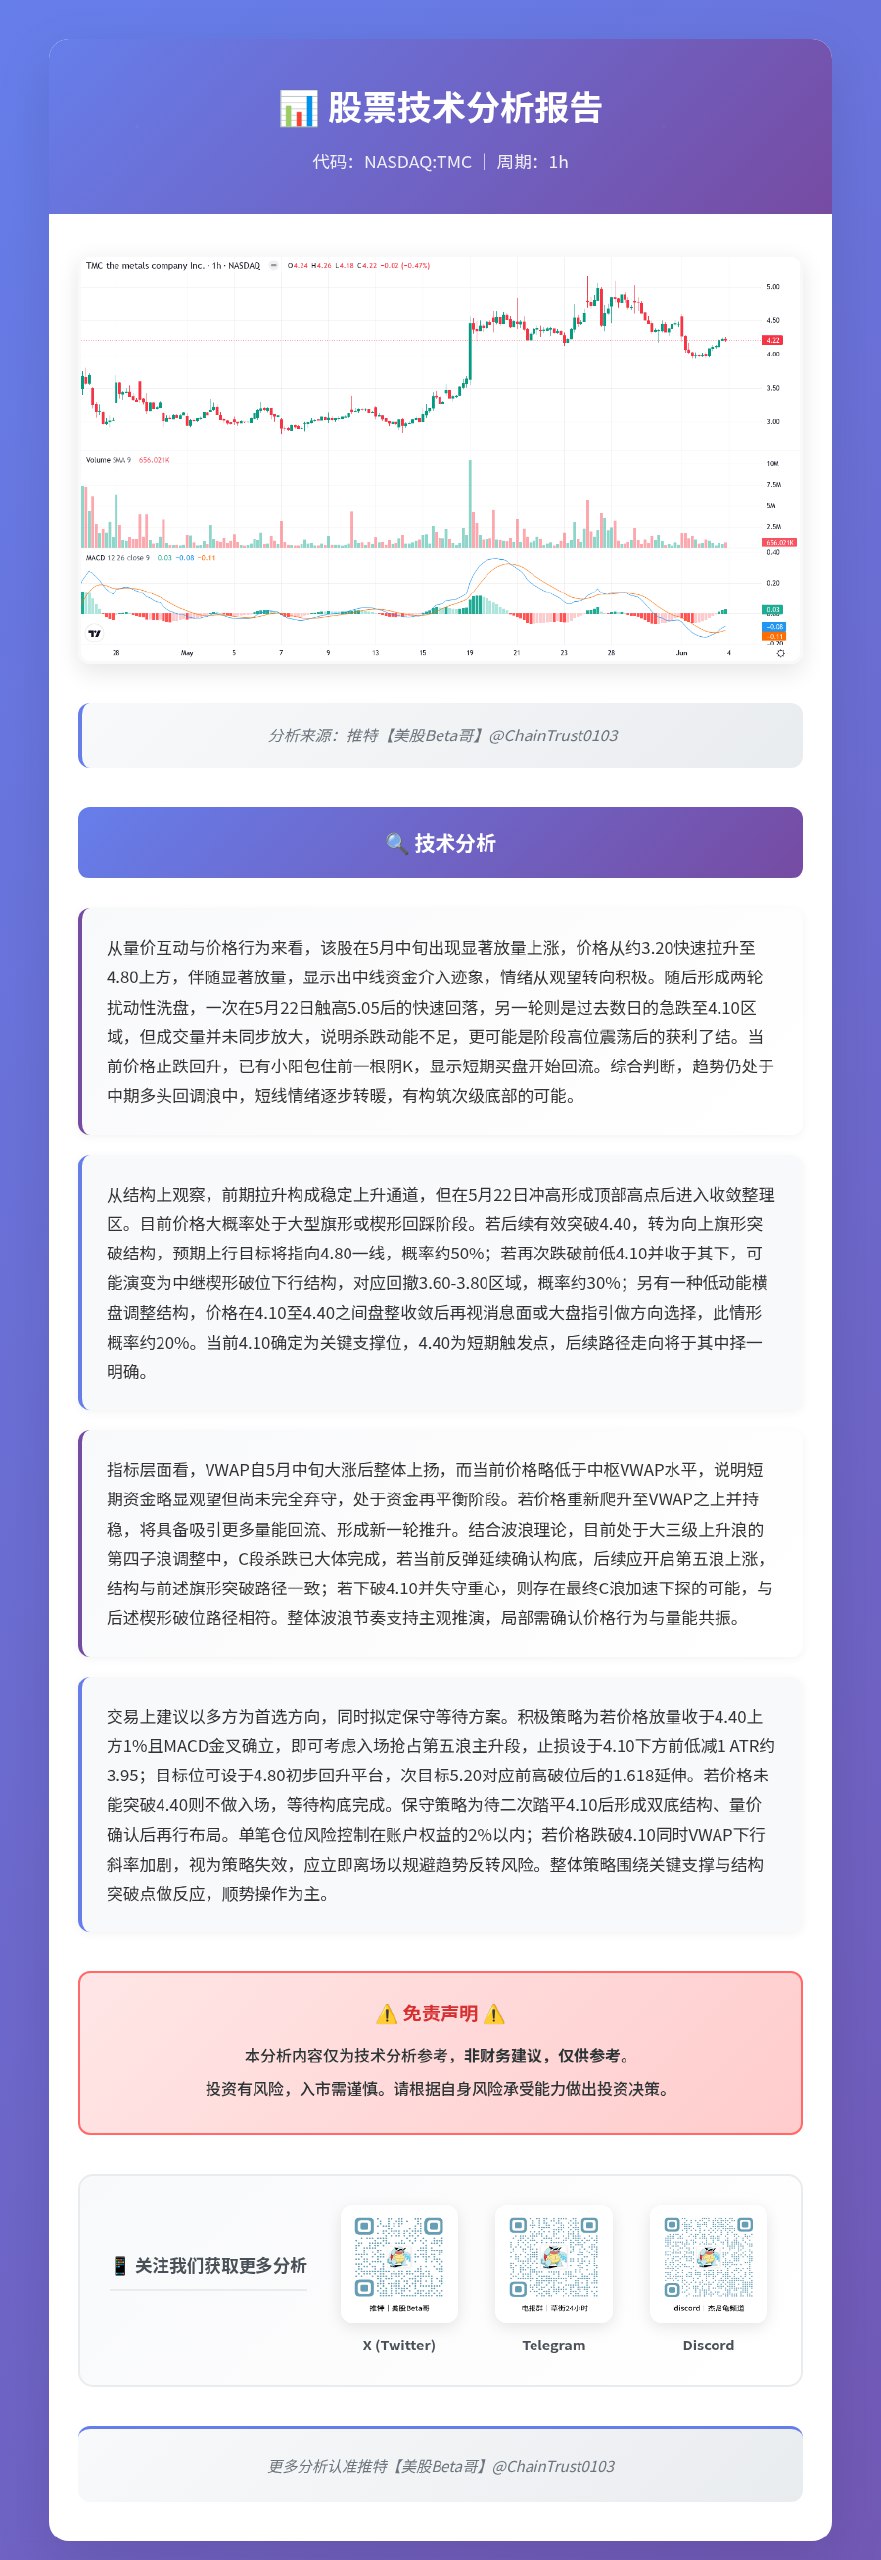 📊 股票技术分析报告
代码：NASDAQ:TMC ｜ 周期：1h
TMC the metals company Inc. · 1h · NASDAQ O4.24 H4.26 L4.18 C4.22 −0.02 (−0.47%)
5.00
4.50
4.22
4.00
3.50
3.00
Volume SMA 9 656.021K
10M
7.5M
5M
2.5M
656.021K
MACD 12 26 close 9 0.03 −0.08 −0.11
0.40
0.20
0.03
−0.08
−0.11
28 May 5 7 9 13 15 19 21 23 28 Jun 4
分析来源：推特【美股Beta哥】@ChainTrust0103
🔍 技术分析
从量价互动与价格行为来看，该股在5月中旬出现显著放量上涨，价格从约3.20快速拉升至
4.80上方，伴随显著放量，显示出中线资金介入迹象，情绪从观望转向积极。随后形成两轮
扰动性洗盘，一次在5月22日触高5.05后的快速回落，另一轮则是过去数日的急跌至4.10区
域，但成交量并未同步放大，说明杀跌动能不足，更可能是阶段高位震荡后的获利了结。当
前价格止跌回升，已有小阳包住前一根阴K，显示短期买盘开始回流。综合判断，趋势仍处于
中期多头回调浪中，短线情绪逐步转暖，有构筑次级底部的可能。
从结构上观察，前期拉升构成稳定上升通道，但在5月22日冲高形成顶部高点后进入收敛整理
区。目前价格大概率处于大型旗形或楔形回踩阶段。若后续有效突破4.40，转为向上旗形突
破结构，预期上行目标将指向4.80一线，概率约50%；若再次跌破前低4.10并收于其下，可
能演变为中继楔形破位下行结构，对应回撤3.60-3.80区域，概率约30%；另有一种低动能横
盘调整结构，价格在4.10至4.40之间盘整收敛后再视消息面或大盘指引做方向选择，此情形
概率约20%。当前4.10确定为关键支撑位，4.40为短期触发点，后续路径走向将于其中择一
明确。
指标层面看，VWAP自5月中旬大涨后整体上扬，而当前价格略低于中枢VWAP水平，说明短
期资金略显观望但尚未完全弃守，处于资金再平衡阶段。若价格重新爬升至VWAP之上并持
稳，将具备吸引更多量能回流、形成新一轮推升。结合波浪理论，目前处于大三级上升浪的
第四子浪调整中，C段杀跌已大体完成，若当前反弹延续确认构底，后续应开启第五浪上涨，
结构与前述旗形突破路径一致；若下破4.10并失守重心，则存在最终C浪加速下探的可能，与
后述楔形破位路径相符。整体波浪节奏支持主观推演，局部需确认价格行为与量能共振。
交易上建议以多方为首选方向，同时拟定保守等待方案。积极策略为若价格放量收于4.40上
方1%且MACD金叉确立，即可考虑入场抢占第五浪主升段，止损设于4.10下方前低减1 ATR约
3.95；目标位可设于4.80初步回升平台，次目标5.20对应前高破位后的1.618延伸。若价格未
能突破4.40则不做入场，等待构底完成。保守策略为待二次踏平4.10后形成双底结构、量价
确认后再行布局。单笔仓位风险控制在账户权益的2%以内；若价格跌破4.10同时VWAP下行
斜率加剧，视为策略失效，应立即离场以规避趋势反转风险。整体策略围绕关键支撑与结构
突破点做反应，顺势操作为主。
⚠️ 免责声明 ⚠️
本分析内容仅为技术分析参考，非财务建议，仅供参考。
投资有风险，入市需谨慎。请根据自身风险承受能力做出投资决策。
📱 关注我们获取更多分析
推特｜美股Beta哥
X (Twitter)
电报群｜草街24小时
Telegram
Discord
更多分析认准推特【美股Beta哥】@ChainTrust0103